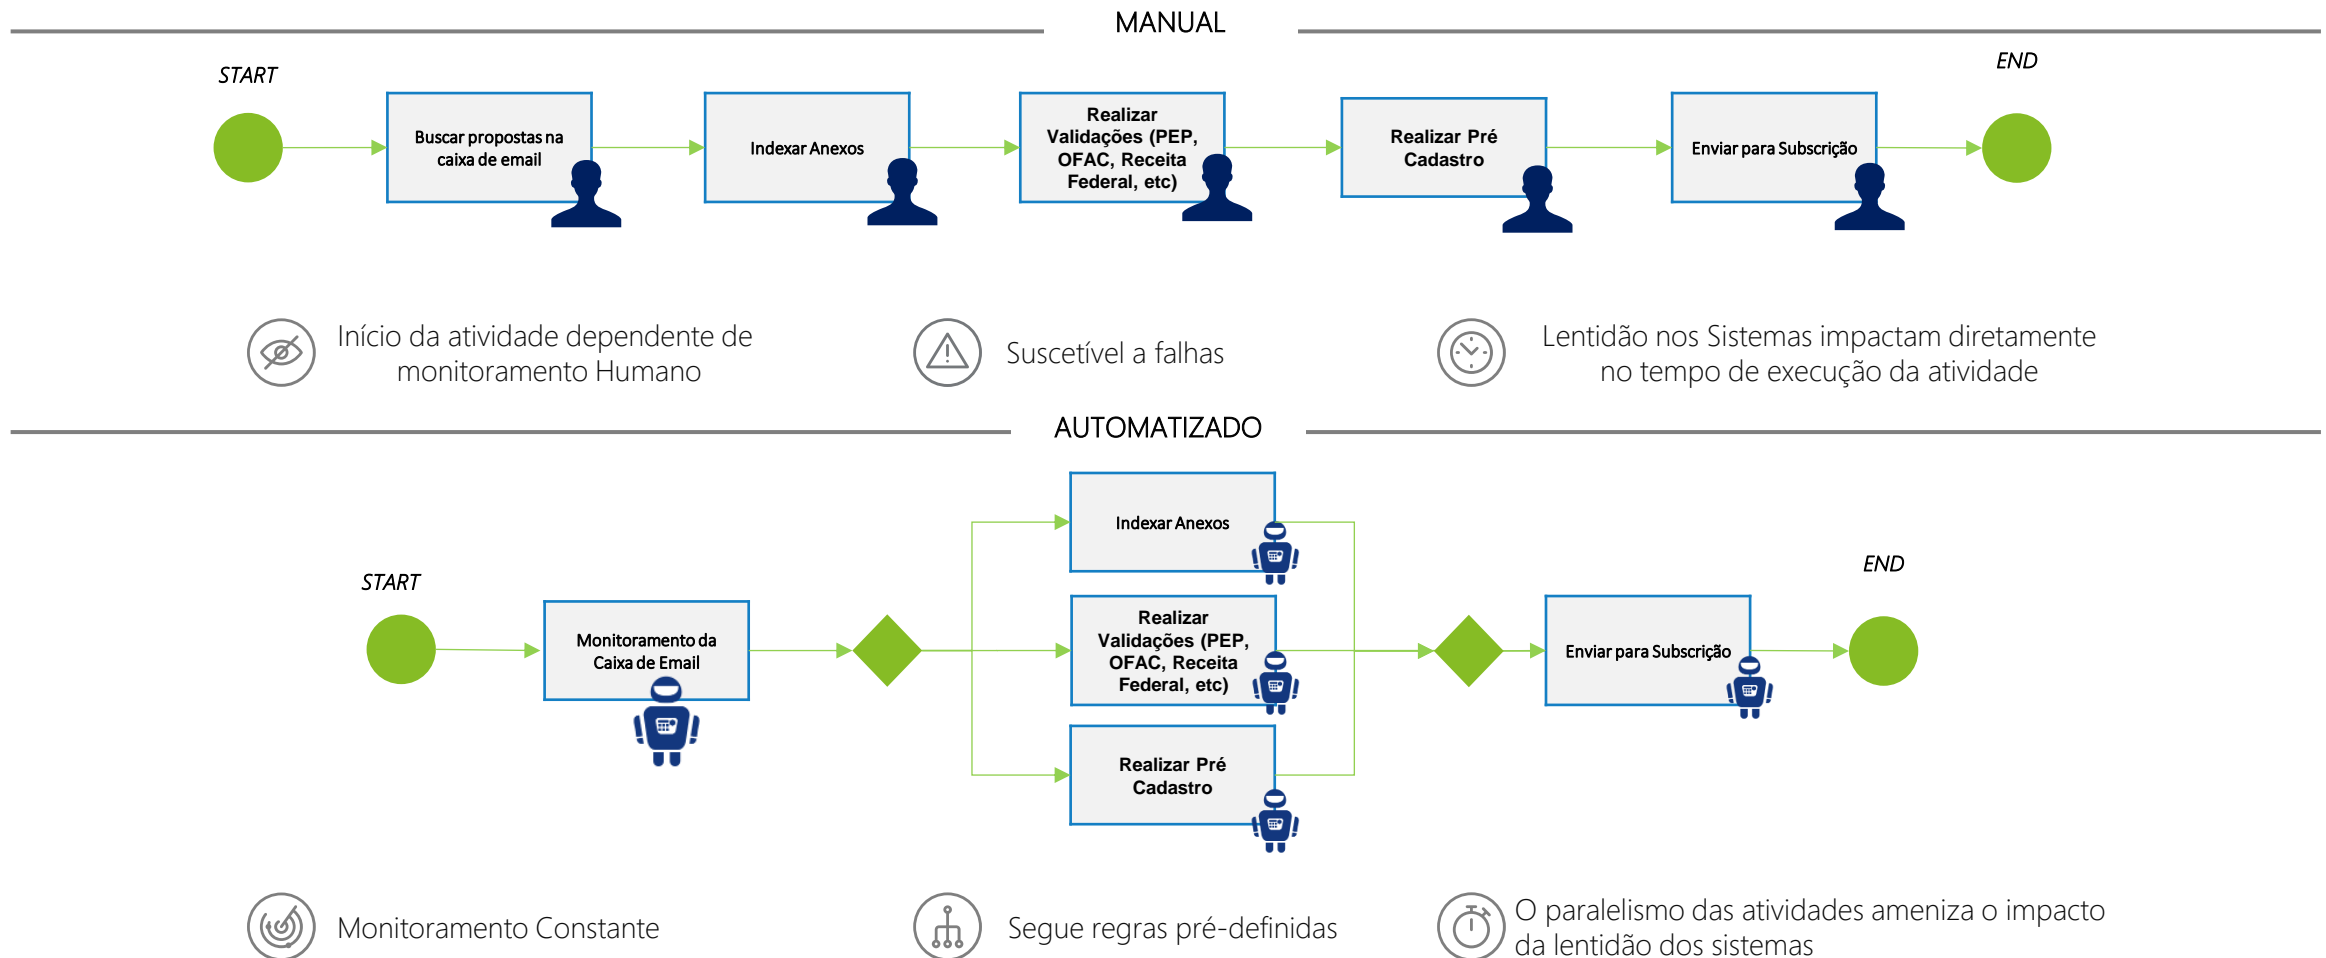 MANUAL
START
END
Buscar propostas na
caixa de email
Indexar Anexos
Realizar
Validações (PEP,
OFAC, Receita
Federal, etc)
Realizar Pré
Cadastro
Enviar para Subscrição
Início da atividade dependente de
monitoramento Humano
Suscetível a falhas
Lentidão nos Sistemas impactam diretamente
no tempo de execução da atividade
AUTOMATIZADO
START
END
Monitoramento da
Caixa de Email
Indexar Anexos
Realizar
Validações (PEP,
OFAC, Receita
Federal, etc)
Realizar Pré
Cadastro
Enviar para Subscrição
Monitoramento Constante
Segue regras pré-definidas
O paralelismo das atividades ameniza o impacto
da lentidão dos sistemas